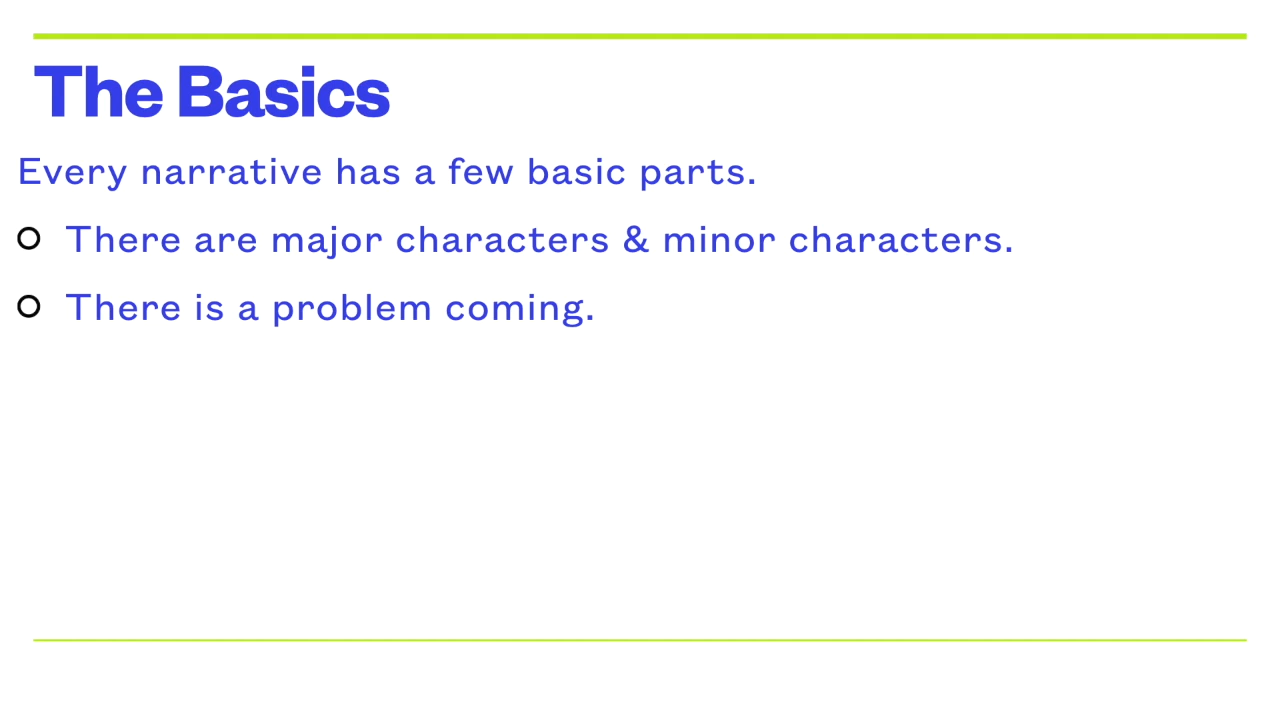 The Basics
Every narrative has a few basic parts.
There are major characters & minor characters.
There is a problem coming.